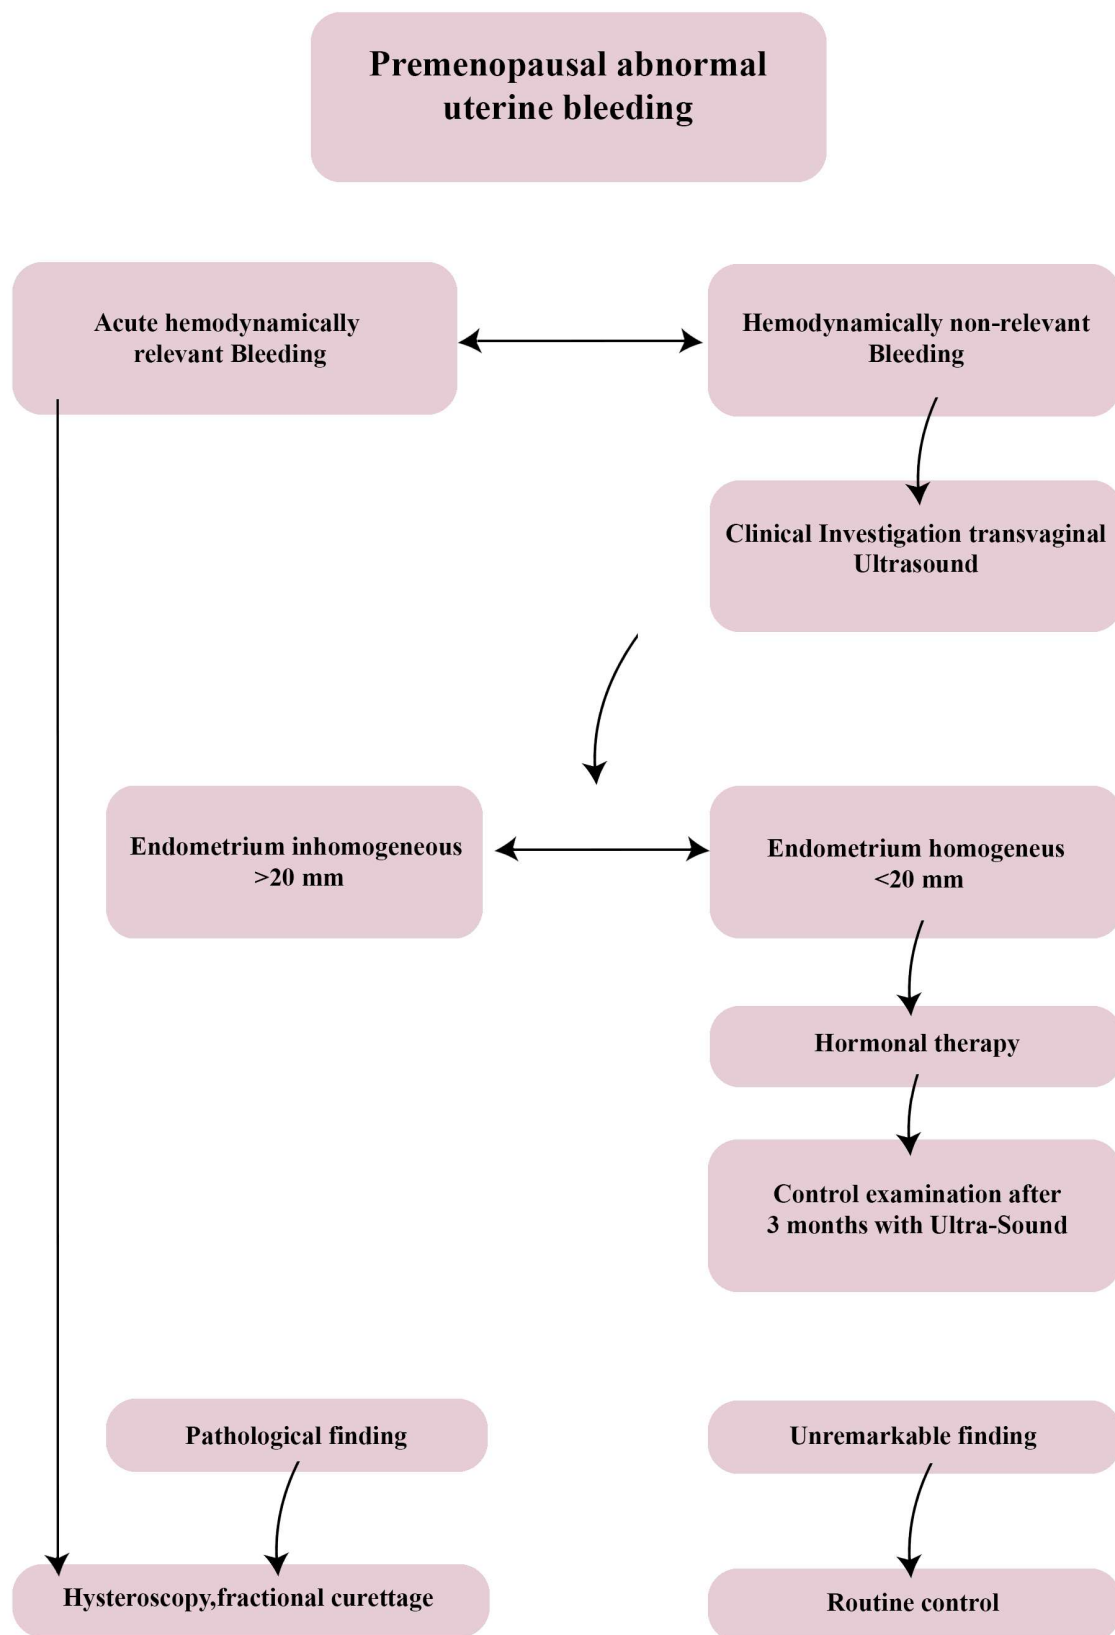 Premenopausal abnormal
uterine bleeding
Acute hemodynamically
relevant Bleeding
Hemodynamically non-relevant
Bleeding
Clinical Investigation transvaginal
Ultrasound
Endometrium inhomogeneous
>20 mm
Endometrium homogeneus
<20 mm
Hormonal therapy
Control examination after
3 months with Ultra-Sound
Pathological finding
Unremarkable finding
Hysteroscopy,fractional curettage
Routine control